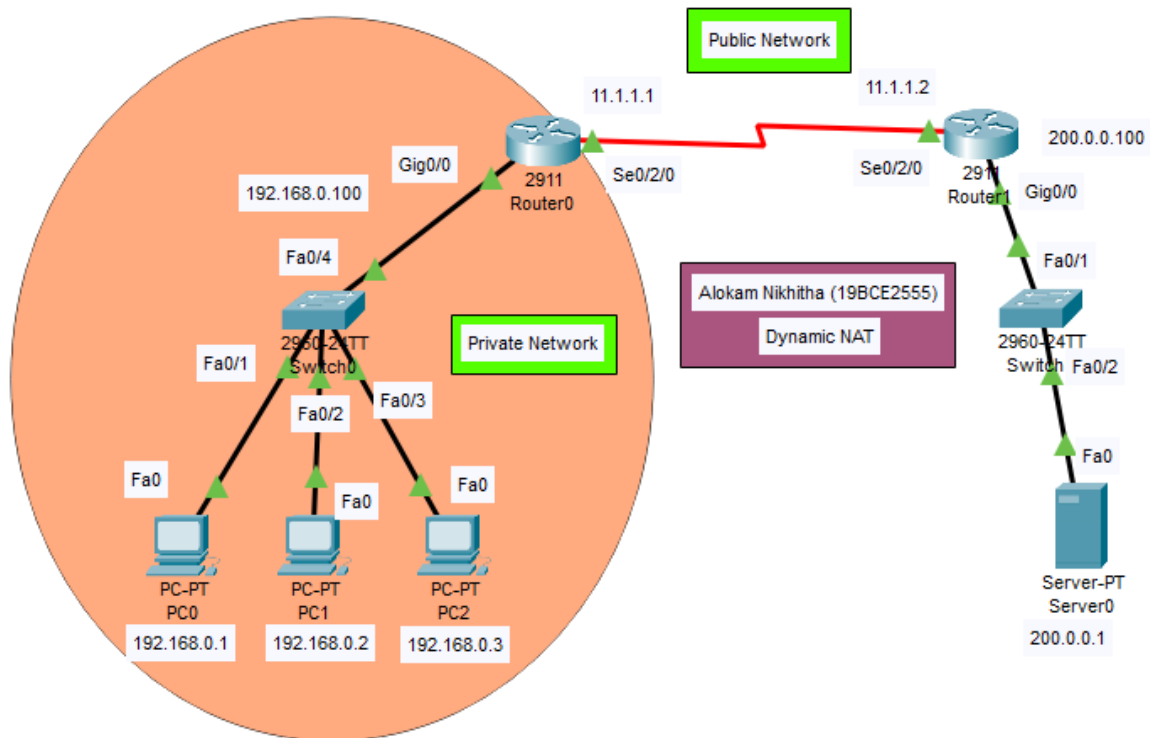 Public Network
11.1.1.1
11.1.1.2
200.0.0.100
Gig0/0
2911
Router0
Se0/2/0
Se0/2/0
2911
Router1
Gig0/0
192.168.0.100
Fa0/4
Fa0/1
Alokam Nikhitha (19BCE2555)
Dynamic NAT
2960-24TT
Switch0
Private Network
2960-24TT
Switch
Fa0/1
Fa0/2
Fa0/3
Fa0/2
Fa0
Fa0
Fa0
Fa0
PC-PT
PC0
192.168.0.1
PC-PT
PC1
192.168.0.2
PC-PT
PC2
192.168.0.3
Server-PT
Server0
200.0.0.1